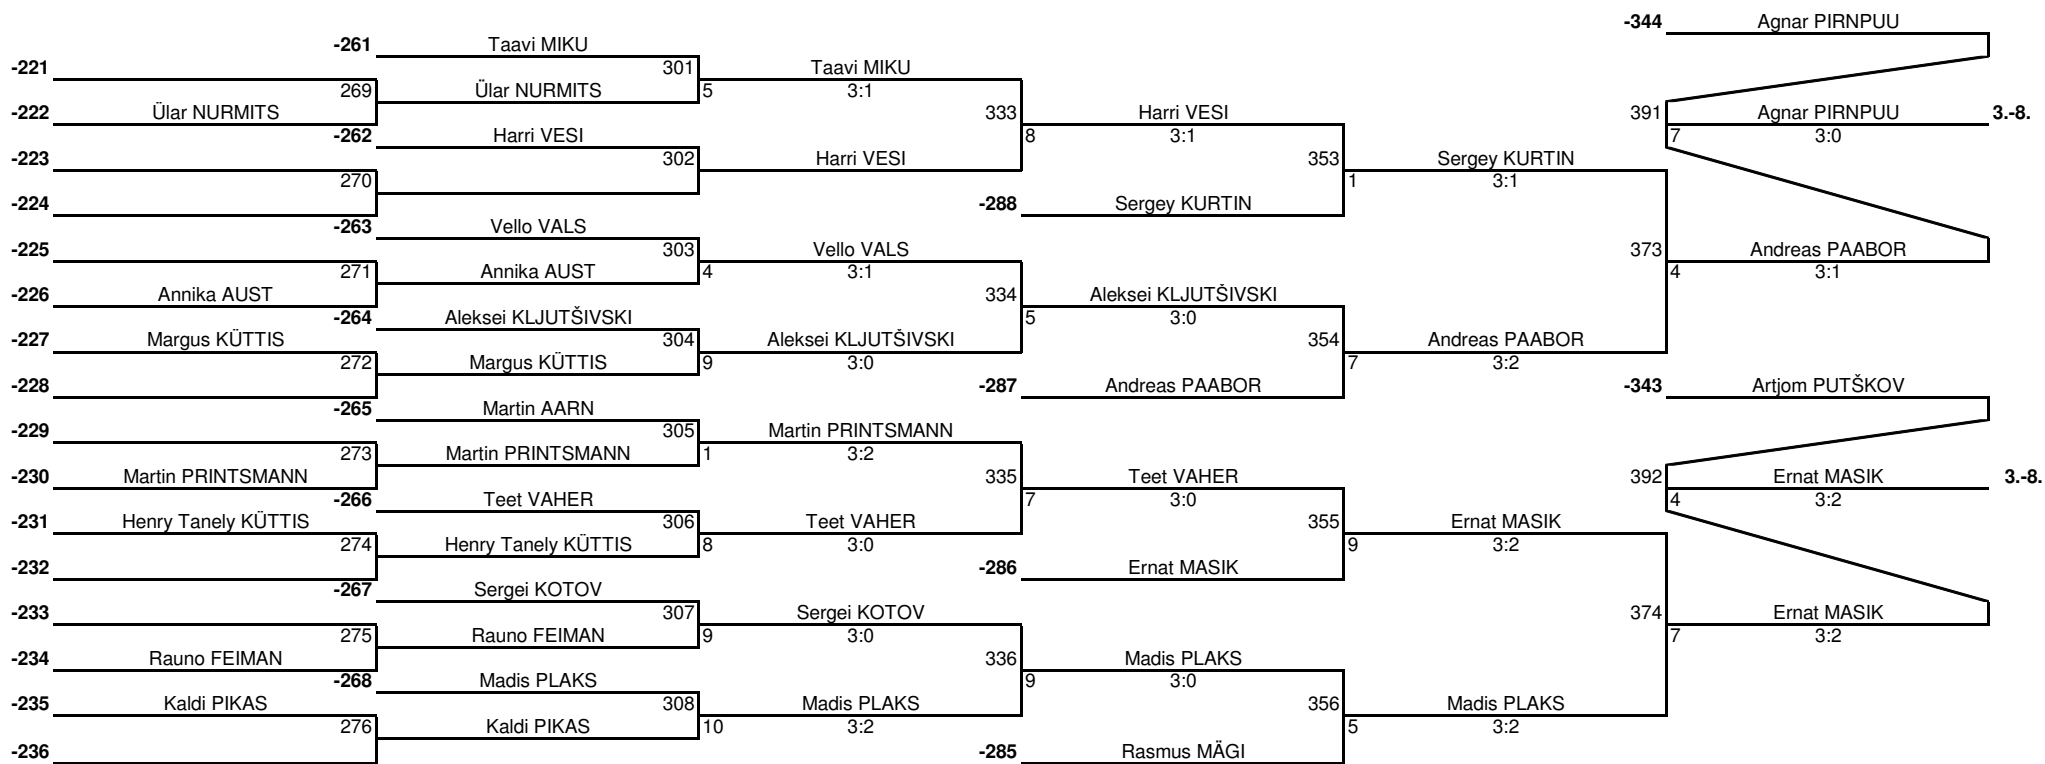 -344 Agnar PIRNPUU
-261 Taavi MIKU
-221 301 Taavi MIKU
269 Ülar NURMITS 5 3:1
-222 Ülar NURMITS 333 Harri VESI 391 Agnar PIRNPUU 3.-8.
-262 Harri VESI 8 3:1 7 3:0
-223 302 Harri VESI 353 Sergey KURTIN
270 1 3:1
-224 -288 Sergey KURTIN
-263 Vello VALS
-225 303 Vello VALS 373 Andreas PAABOR
271 Annika AUST 4 3:1 4 3:1
-226 Annika AUST 334 Aleksei KLJUTŠIVSKI
-264 Aleksei KLJUTŠIVSKI 5 3:0
-227 Margus KÜTTIS 304 Aleksei KLJUTŠIVSKI 354 Andreas PAABOR
272 Margus KÜTTIS 9 3:0 7 3:2
-228 -287 Andreas PAABOR -343 Artjom PUTŠKOV
-265 Martin AARN
-229 305 Martin PRINTSMANN
273 Martin PRINTSMANN 1 3:2
-230 Martin PRINTSMANN 335 Teet VAHER 392 Ernat MASIK 3.-8.
-266 Teet VAHER 7 3:0 4 3:2
-231 Henry Tanely KÜTTIS 306 Teet VAHER 355 Ernat MASIK
274 Henry Tanely KÜTTIS 8 3:0 9 3:2
-232 -286 Ernat MASIK
-267 Sergei KOTOV
-233 307 Sergei KOTOV 374 Ernat MASIK
275 Rauno FEIMAN 9 3:0 7 3:2
-234 Rauno FEIMAN 336 Madis PLAKS
-268 Madis PLAKS 9 3:0
-235 Kaldi PIKAS 308 Madis PLAKS 356 Madis PLAKS
276 Kaldi PIKAS 10 3:2 5 3:2
-236 -285 Rasmus MÄGI